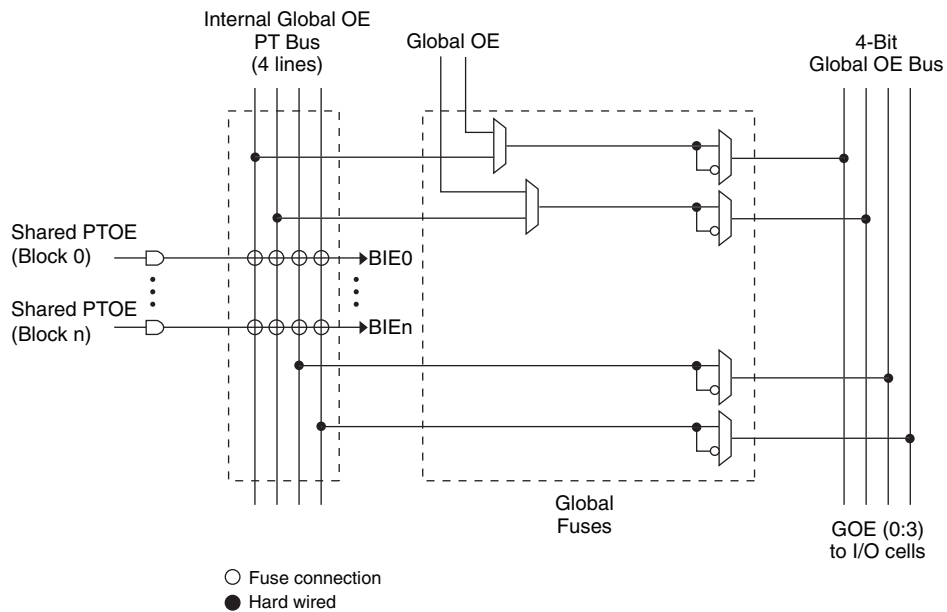 Internal Global OE
PT Bus
(4 lines)
Global OE
4-Bit
Global OE Bus
Shared PTOE
(Block 0)
BIE0
Shared PTOE
(Block n)
BIEn
Global
Fuses
GOE (0:3)
to I/O cells
Fuse connection
Hard wired